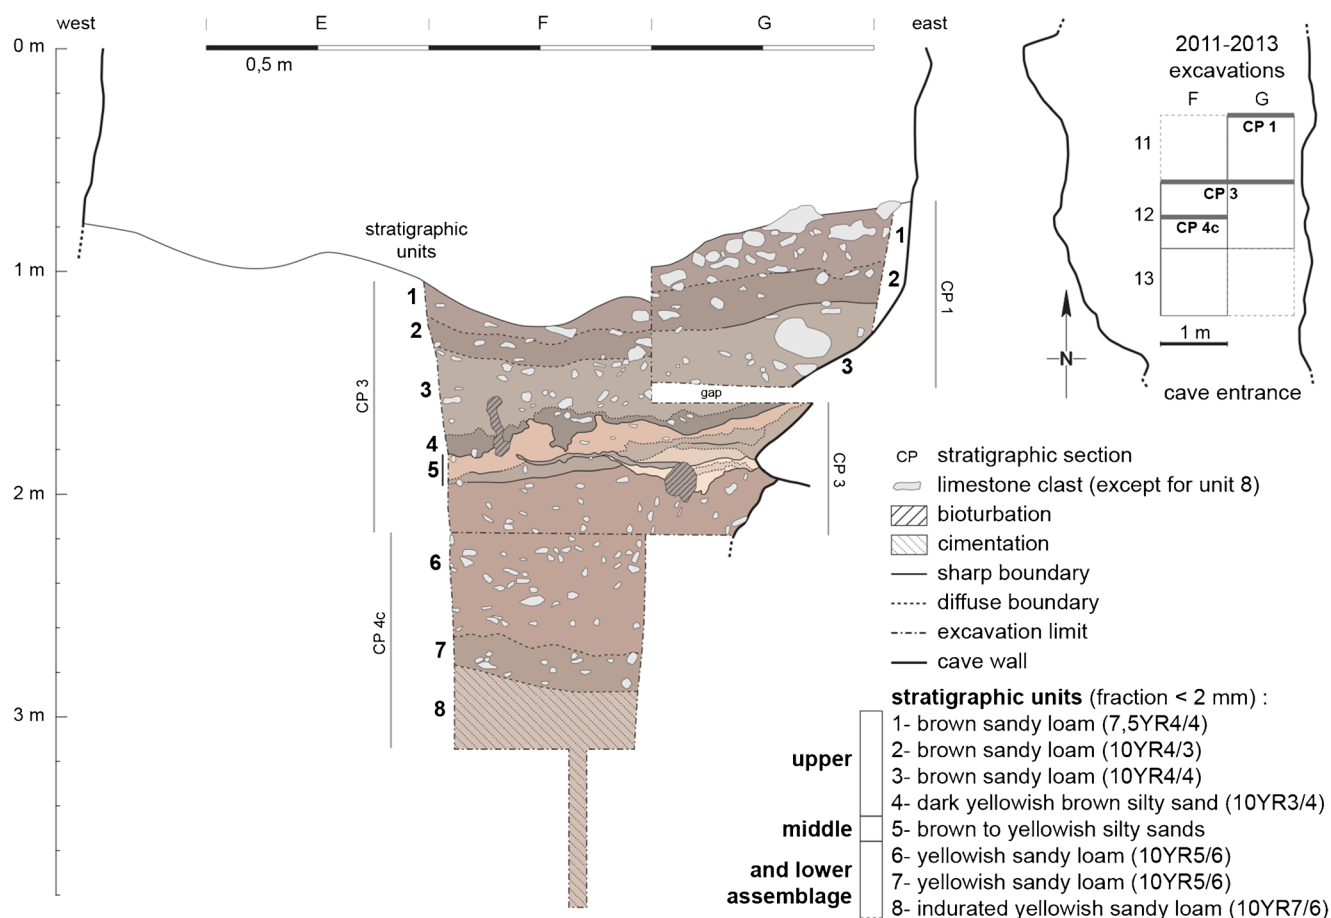 west E F G east
0 m
0,5 m
1 m
2 m
3 m
stratigraphic
units
1
2
3
4
5
6
7
8
1
2
3
gap
CP 3
CP 4c
CP 1
CP 3
2011-2013
excavations
F G
11
12
13
CP 1
CP 3
CP 4c
1 m
N
cave entrance
CP stratigraphic section
limestone clast (except for unit 8)
bioturbation
cimentation
sharp boundary
diffuse boundary
excavation limit
cave wall
stratigraphic units (fraction < 2 mm) :
1- brown sandy loam (7,5YR4/4)
2- brown sandy loam (10YR4/3)
3- brown sandy loam (10YR4/4)
4- dark yellowish brown silty sand (10YR3/4)
5- brown to yellowish silty sands
6- yellowish sandy loam (10YR5/6)
7- yellowish sandy loam (10YR5/6)
8- indurated yellowish sandy loam (10YR7/6)
upper
middle
and lower
assemblage